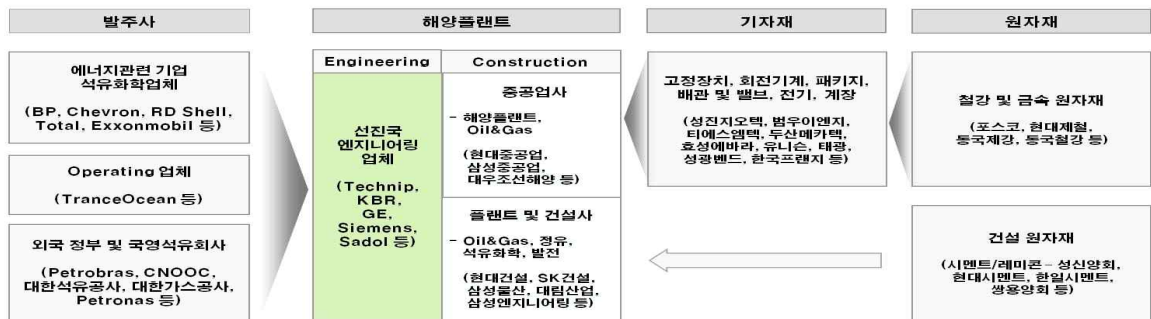 발주사
에너지관련 기업
석유화학업체
(BP, Chevron, RD Shell,
Total, Exxonmobil 등)
Operating 업체
(TranceOcean 등)
외국 정부 및 국영석유회사
(Petrobras, CNOOC,
대한석유공사, 대한가스공사,
Petronas 등)
해양플랜트
Engineering
선진국
엔지니어링
업체
(Technip,
KBR,
GE,
Siemens,
Sadol 등)
Construction
중공업사
- 해양플랜트,
Oil&Gas
(현대중공업,
삼성중공업,
대우조선해양 등)
플랜트 및 건설사
- Oil&Gas, 정유,
석유화학, 발전
(현대건설, SK건설,
삼성물산, 대림산업,
삼성엔지니어링 등)
기자재
고정장치, 회전기계, 패키지,
배관 및 밸브, 전기, 계장
(성진지오텍, 범우이엔지,
티에스엠텍, 두산메카텍,
효성에바라, 유니슨, 태광,
성광벤드, 한국프랜지 등)
원자재
철강 및 금속 원자재
(포스코, 현대제철,
동국제강, 동국철강 등)
건설 원자재
(시멘트/레미콘 – 성신양회,
현대시멘트, 한일시멘트,
쌍용양회 등)